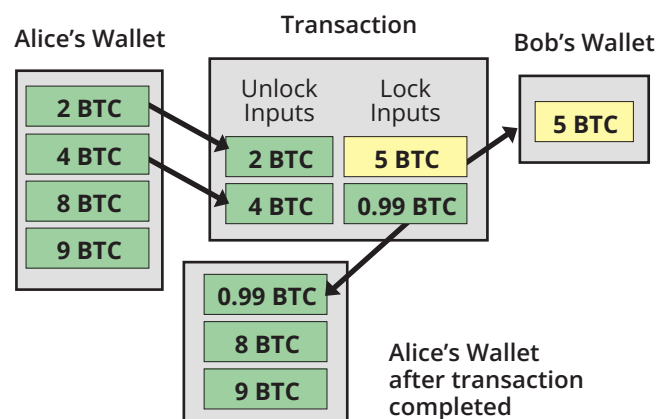 Alice’s Wallet
2 BTC
4 BTC
8 BTC
9 BTC
Transaction
Unlock
Inputs
Lock
Inputs
2 BTC
5 BTC
4 BTC
0.99 BTC
Bob’s Wallet
5 BTC
0.99 BTC
8 BTC
9 BTC
Alice’s Wallet
after transaction
completed